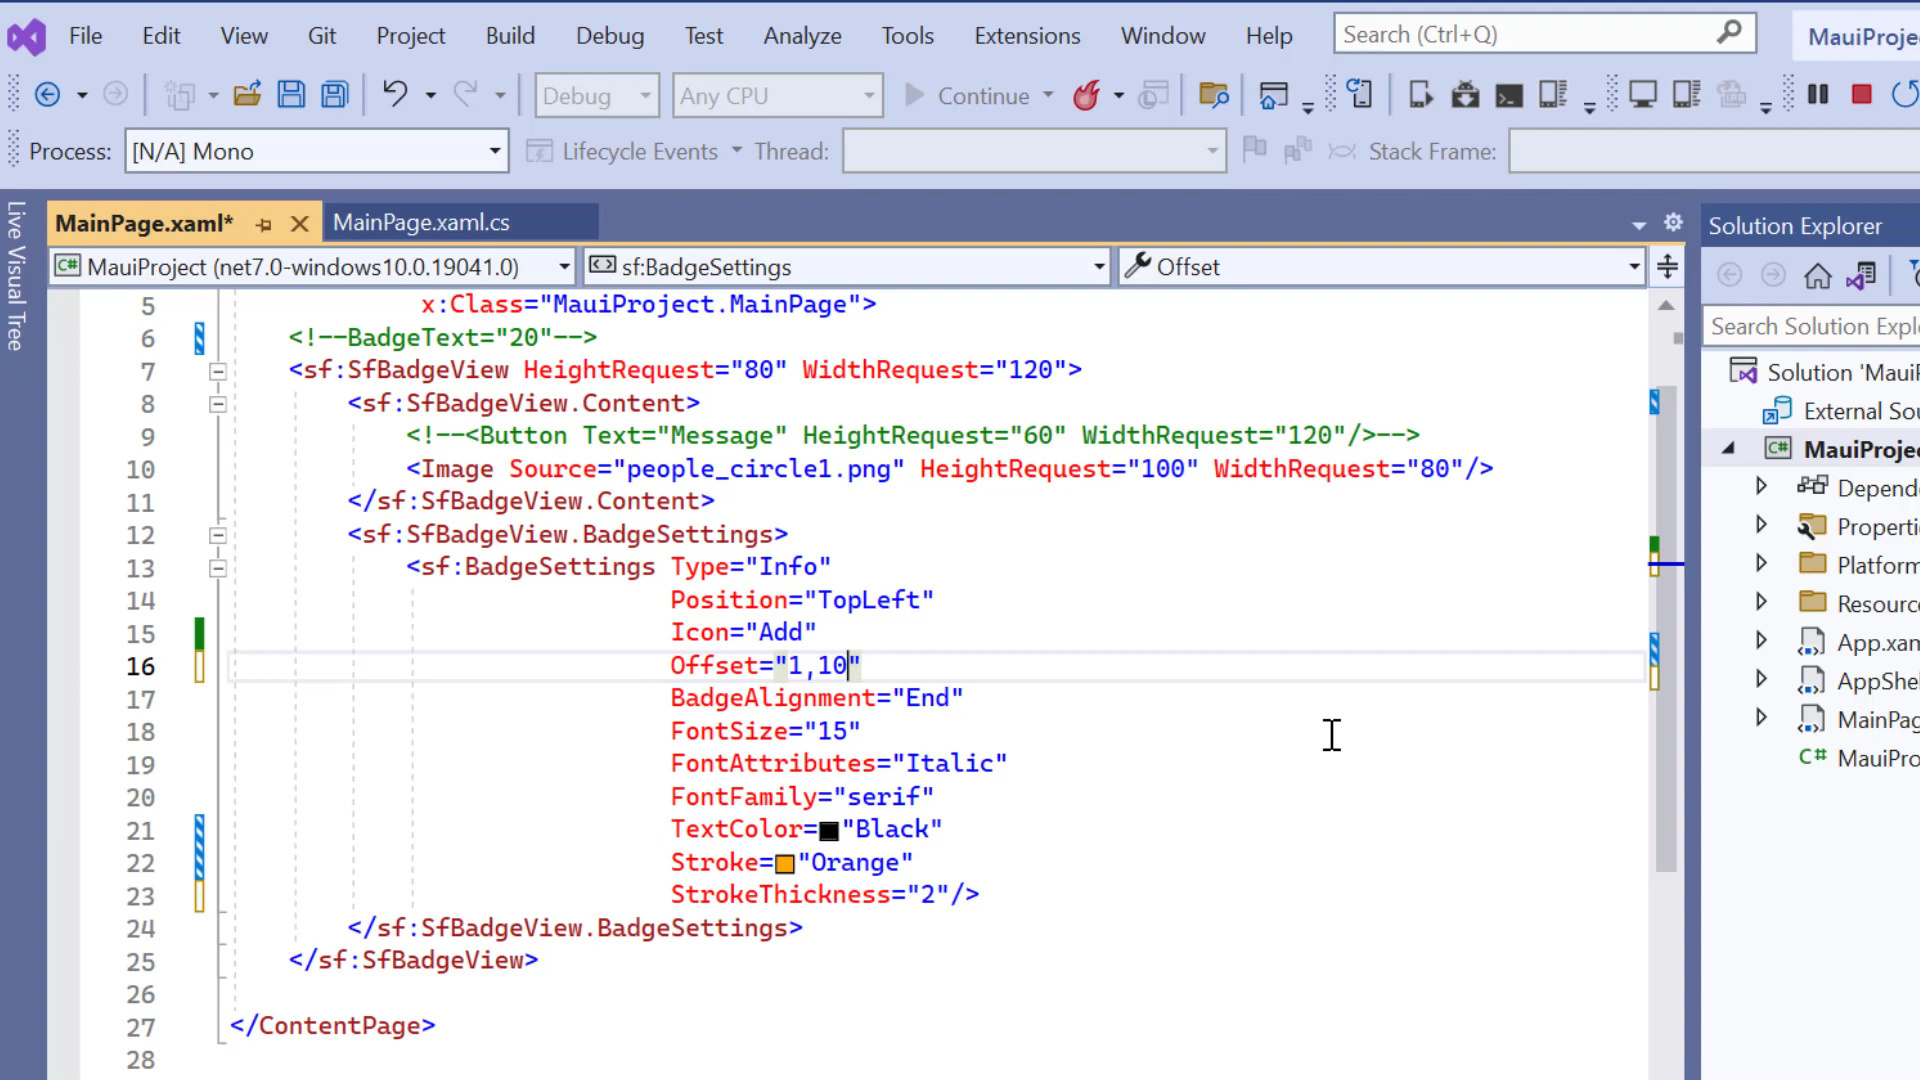 File Edit View Git Project Build Debug Test Analyze Tools Extensions Window Help Search (Ctrl+Q) MauiProje
Debug Any CPU Continue
Process: [N/A] Mono Lifecycle Events Thread: Stack Frame:
Live Visual Tree
MainPage.xaml* MainPage.xaml.cs
MauiProject (net7.0-windows10.0.19041.0) sf:BadgeSettings Offset
5 x:Class="MauiProject.MainPage">
6 <!--BadgeText="20"-->
7 <sf:SfBadgeView HeightRequest="80" WidthRequest="120">
8 <sf:SfBadgeView.Content>
9 <!--<Button Text="Message" HeightRequest="60" WidthRequest="120"/>-->
10 <Image Source="people_circle1.png" HeightRequest="100" WidthRequest="80"/>
11 </sf:SfBadgeView.Content>
12 <sf:SfBadgeView.BadgeSettings>
13 <sf:BadgeSettings Type="Info"
14 Position="TopLeft"
15 Icon="Add"
16 Offset="1,10"
17 BadgeAlignment="End"
18 FontSize="15"
19 FontAttributes="Italic"
20 FontFamily="serif"
21 TextColor="Black"
22 Stroke="Orange"
23 StrokeThickness="2"/>
24 </sf:SfBadgeView.BadgeSettings>
25 </sf:SfBadgeView>
26
27 </ContentPage>
28
Solution Explorer
Search Solution Expl
Solution 'MauiP
External Sou
MauiProjec
Depend
Properti
Platform
Resource
App.xam
AppShel
MainPag
MauiPro